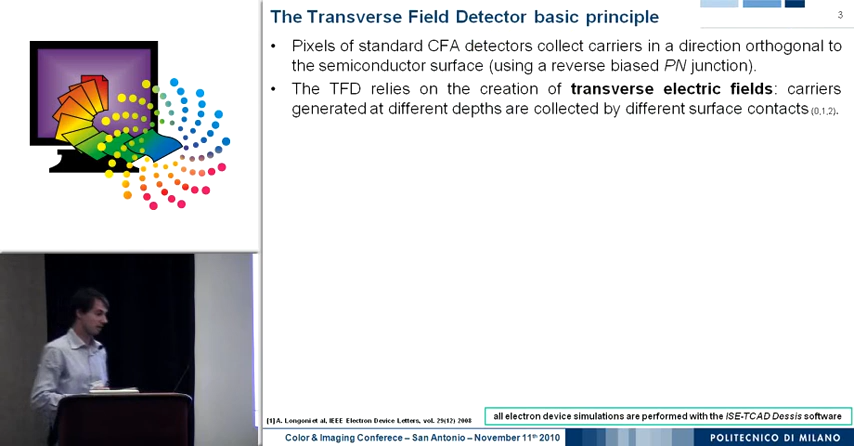 The Transverse Field Detector basic principle
3
• Pixels of standard CFA detectors collect carriers in a direction orthogonal to
the semiconductor surface (using a reverse biased PN junction).
• The TFD relies on the creation of transverse electric fields: carriers
generated at different depths are collected by different surface contacts (0,1,2).
[1] A. Longoni et al, IEEE Electron Device Letters, vol. 29(12) 2008
all electron device simulations are performed with the ISE-TCAD Dessis software
Color & Imaging Conferece – San Antonio – November 11th 2010
POLITECNICO DI MILANO